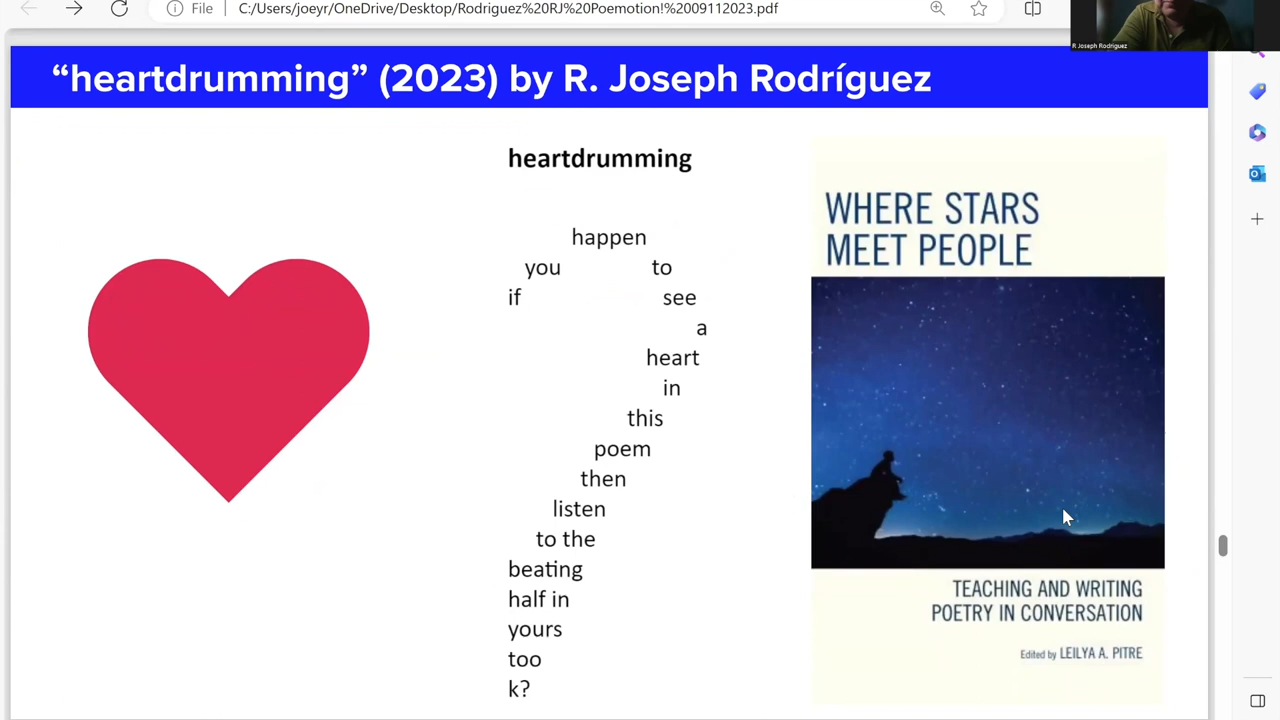 File
C:/Users/joeyr/OneDrive/Desktop/Rodriguez%20RJ%20Poemotion!%2009112023.pdf
R Joseph Rodriguez
“heartdrumming” (2023) by R. Joseph Rodríguez
heartdrumming
happen
you to
if see
a
heart
in
this
poem
then
listen
to the
beating
half in
yours
too
k?
WHERE STARS
MEET PEOPLE
TEACHING AND WRITING
POETRY IN CONVERSATION
Edited by LEILYA A. PITRE